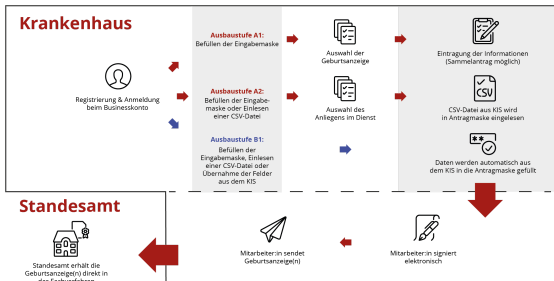 Krankenhaus
Registrierung & Anmeldung
beim Businesskonto
Ausbaustufe A1:
Befüllen der Eingabemaske
Ausbaustufe A2:
Befüllen der Eingabe-
maske oder Einlesen
einer CSV-Datei
Ausbaustufe B1:
Befüllen der
Eingabemaske, Einlesen
einer CSV-Datei oder
Übernahme der Felder
aus dem KIS
Auswahl der
Geburtsanzeige
Auswahl des
Anliegens im Dienst
Eintragung der Informationen
(Sammelantrag möglich)
CSV
CSV-Datei aus KIS wird
in Antragmaske eingelesen
**
Daten werden automatisch aus
dem KIS in die Antragmaske gefüllt
Mitarbeiter:in signiert
elektronisch
Mitarbeiter:in sendet
Geburtsanzeige(n)
Standesamt
Standesamt erhält die
Geburtsanzeige(n) direkt in